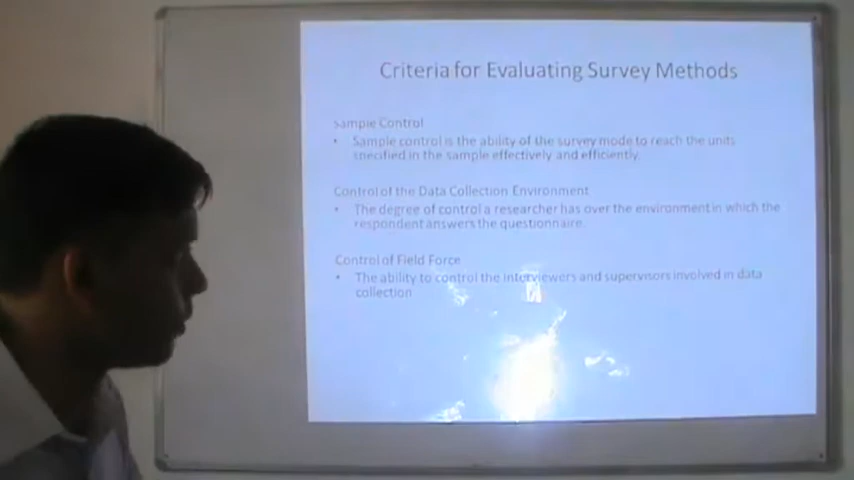 Criteria for Evaluating Survey Methods
Sample Control
• Sample control is the ability of the survey mode to reach the units
specified in the sample effectively and efficiently.
Control of the Data Collection Environment
• The degree of control a researcher has over the environment in which the
respondent answers the questionnaire.
Control of Field Force
• The ability to control the interviewers and supervisors involved in data
collection